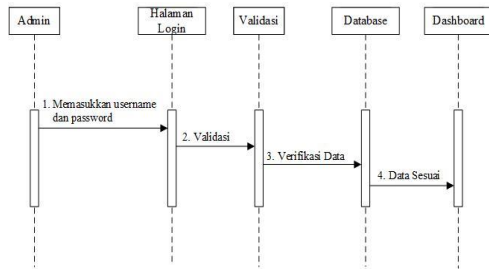 Admin
Halaman
Login
Validasi
Database
Dashboard
1. Memasukkan username
dan password
2. Validasi
3. Verifikasi Data
4. Data Sesuai